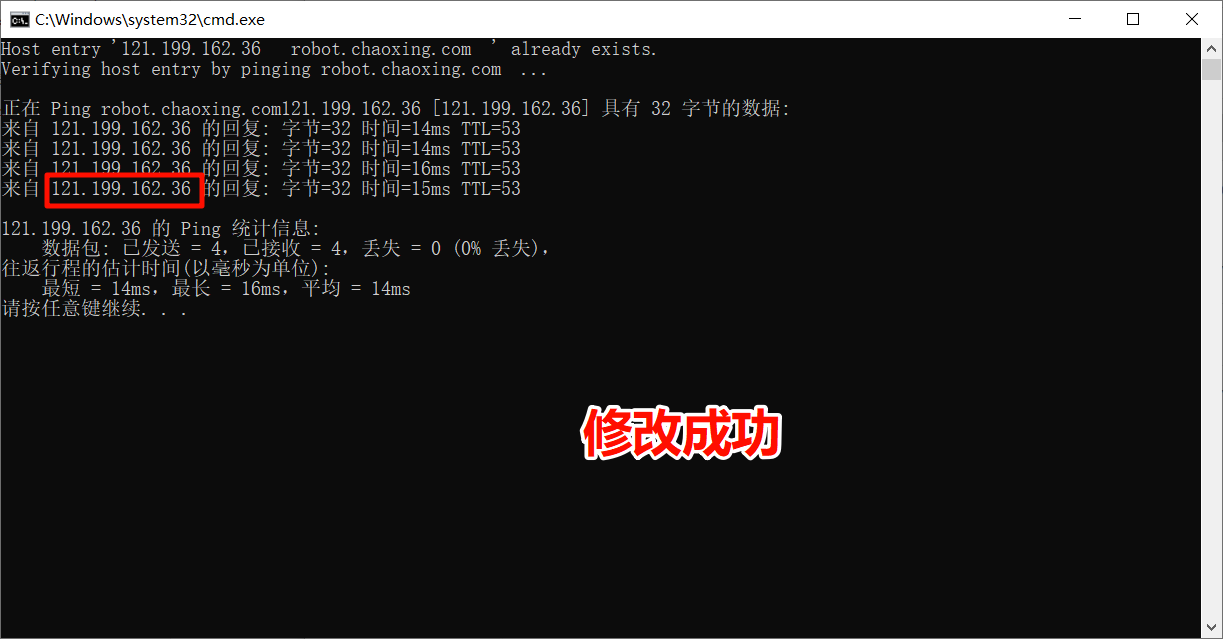 C:\Windows\system32\cmd.exe
Host entry '121.199.162.36   robot.chaoxing.com  ' already exists.
Verifying host entry by pinging robot.chaoxing.com  ...
正在 Ping robot.chaoxing.com121.199.162.36 [121.199.162.36] 具有 32 字节的数据:
来自 121.199.162.36 的回复: 字节=32 时间=14ms TTL=53
来自 121.199.162.36 的回复: 字节=32 时间=14ms TTL=53
来自 121.199.162.36 的回复: 字节=32 时间=16ms TTL=53
来自 121.199.162.36 的回复: 字节=32 时间=15ms TTL=53
121.199.162.36 的 Ping 统计信息:
    数据包: 已发送 = 4，已接收 = 4，丢失 = 0 (0% 丢失)，
往返行程的估计时间(以毫秒为单位):
    最短 = 14ms，最长 = 16ms，平均 = 14ms
请按任意键继续. . .
修改成功